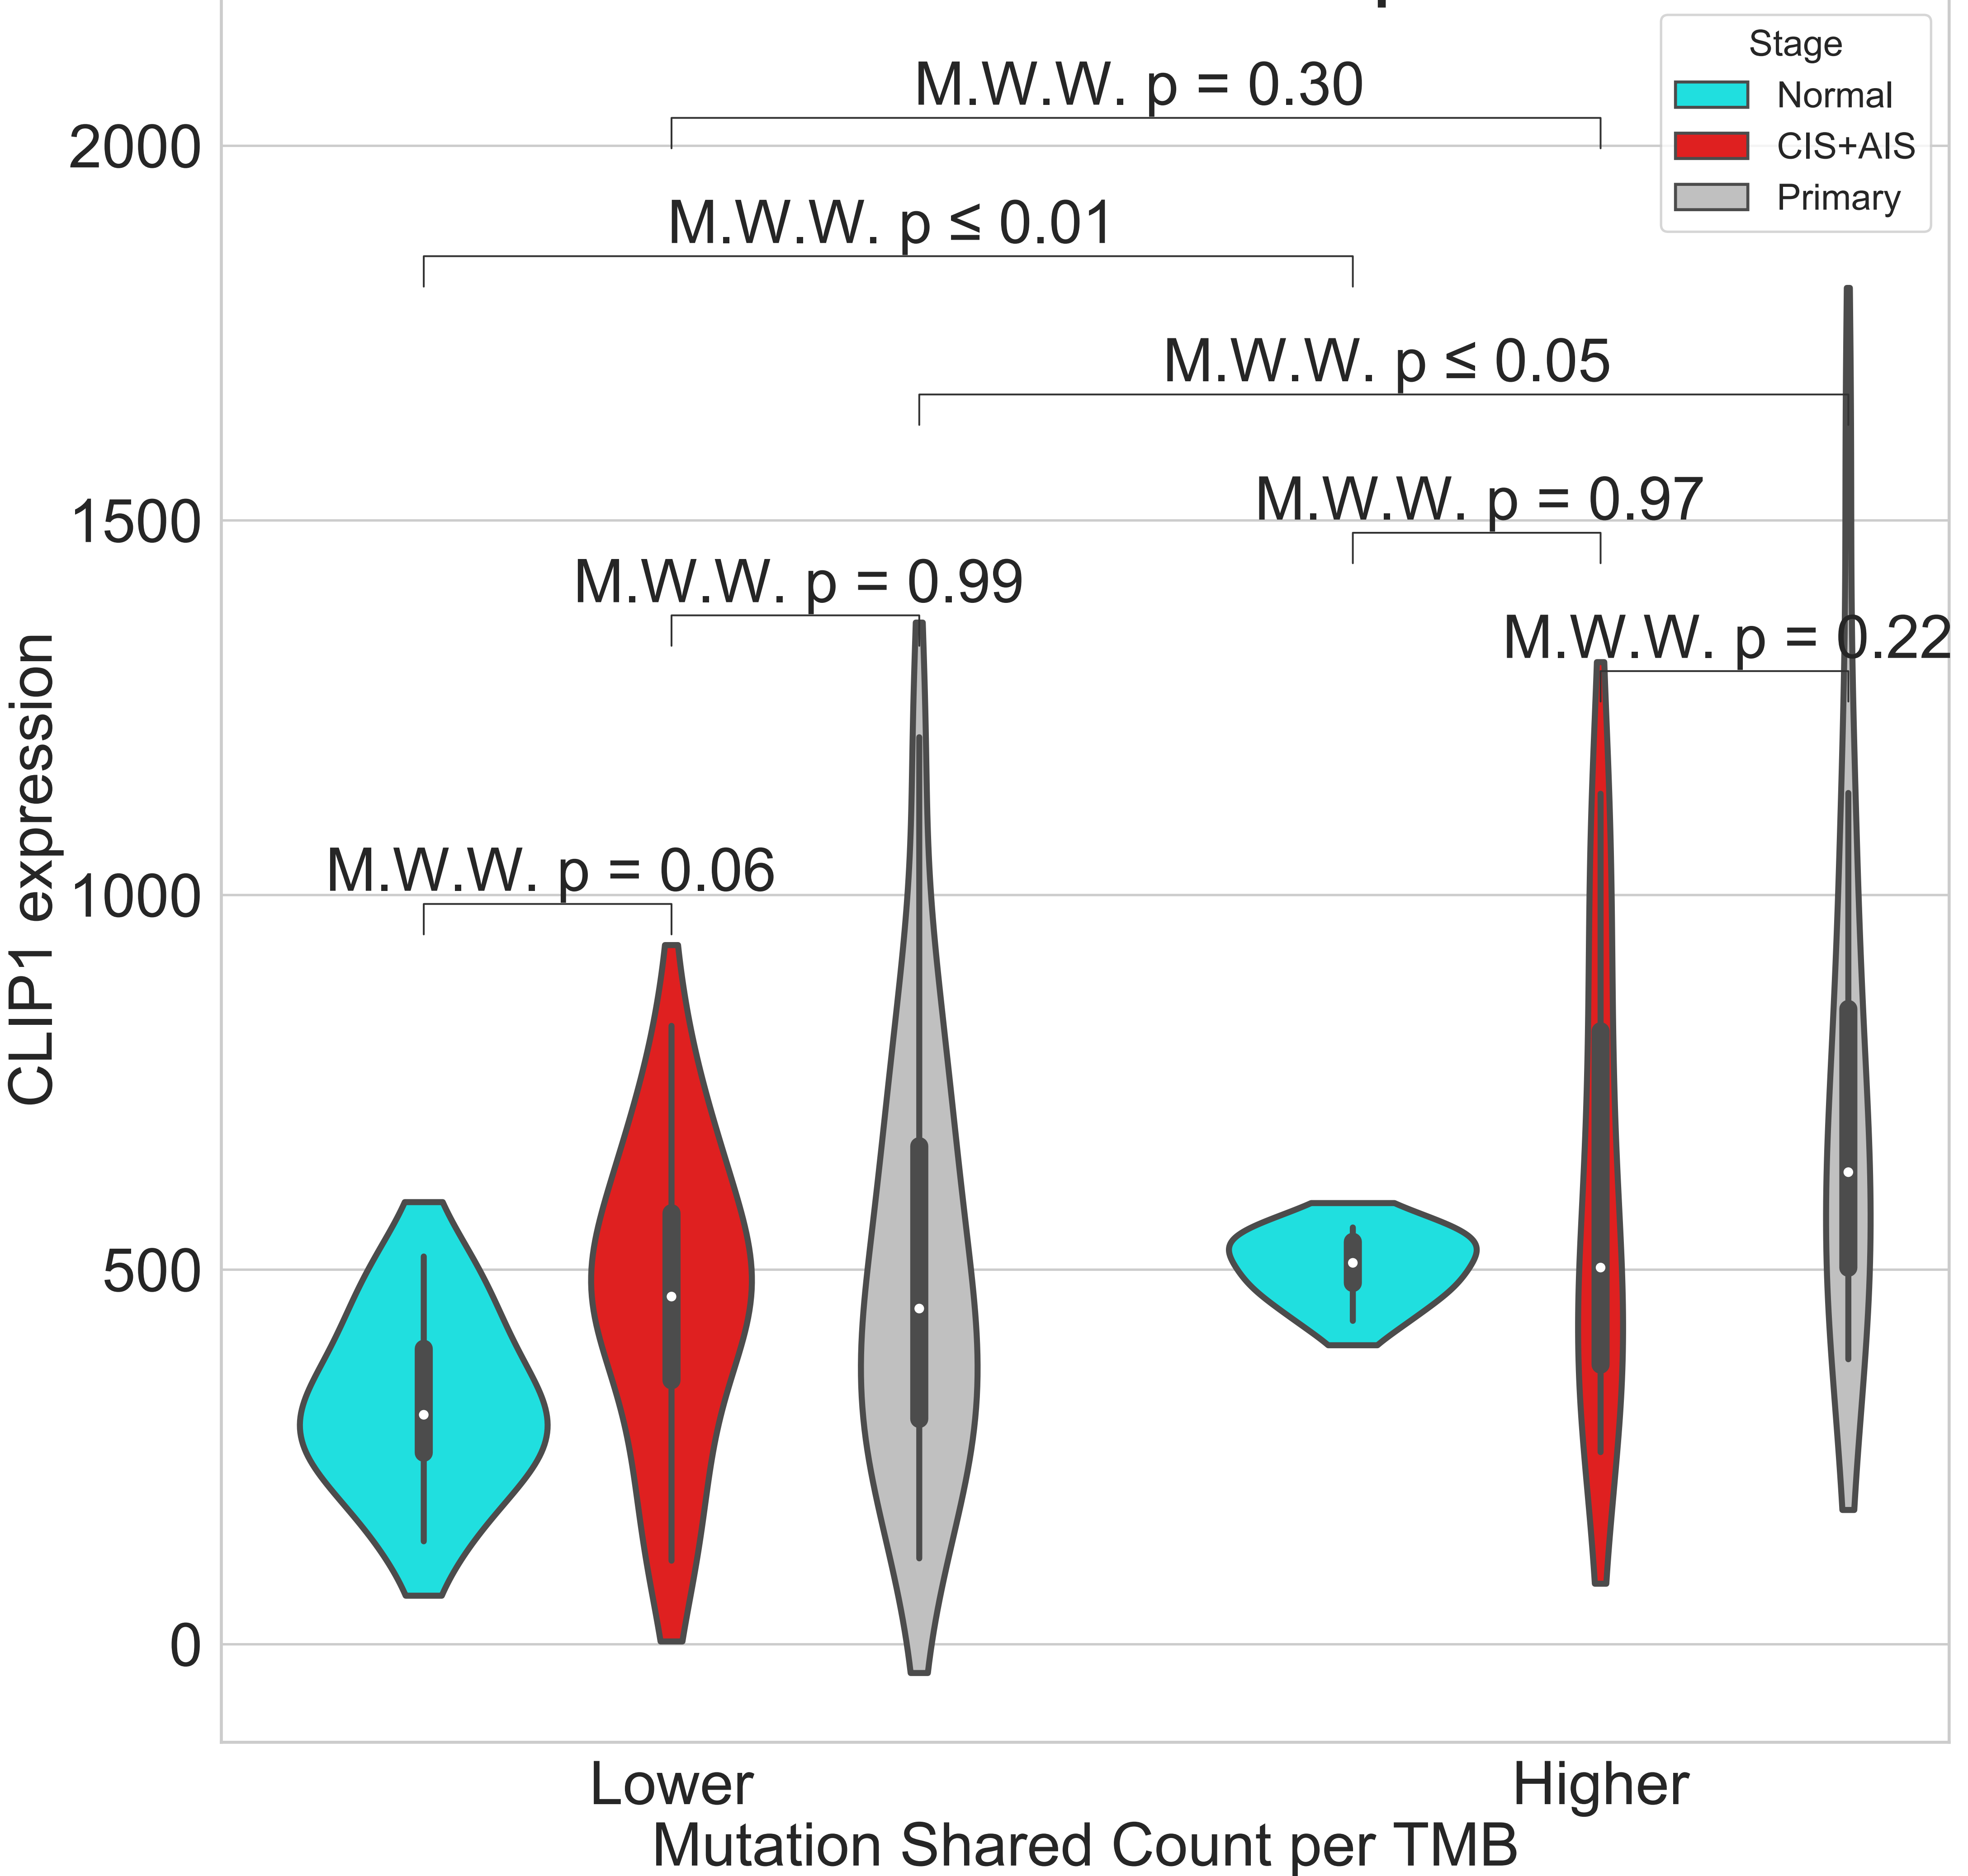 Stage
Normal
CIS+AIS
Primary
M.W.W. p = 0.30
M.W.W. p ≤ 0.01
M.W.W. p ≤ 0.05
M.W.W. p = 0.97
M.W.W. p = 0.99
M.W.W. p = 0.22
M.W.W. p = 0.06
2000
1500
1000
500
0
CLIP1 expression
Lower
Higher
Mutation Shared Count per TMB